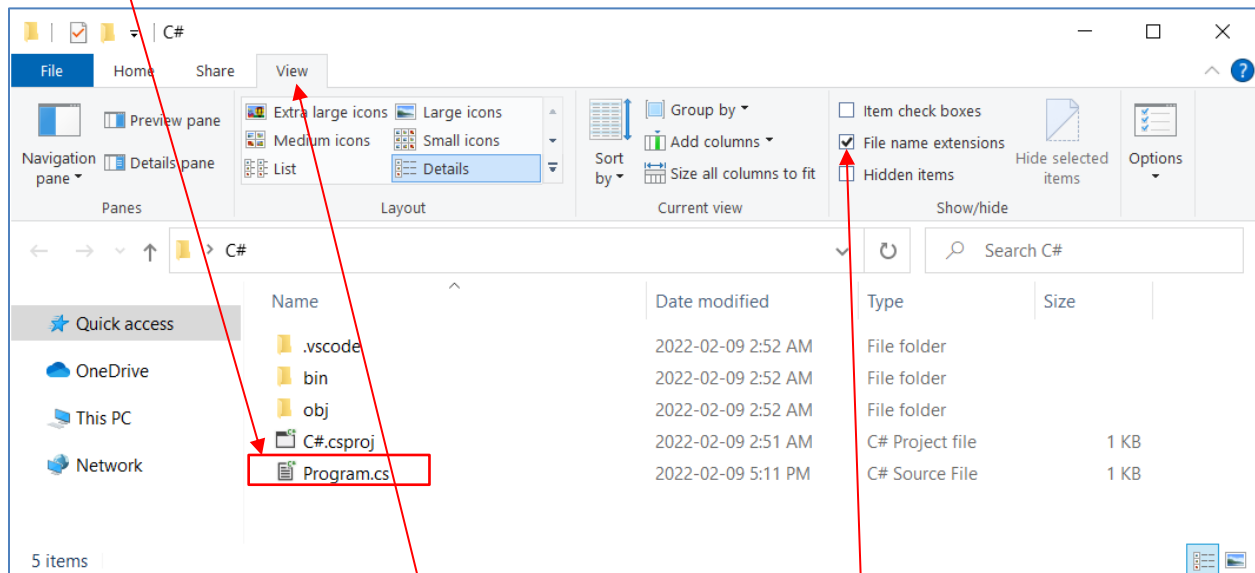 C#
File Home Share View
Preview pane Extra large icons Large icons Group by Item check boxes
Medium icons Small icons Add columns File name extensions
Navigation pane Details pane List Details Sort by Size all columns to fit Hidden items Hide selected items Options
Panes Layout Current view Show/hide
C# Search C#
Name Date modified Type Size
Quick access
.vscode 2022-02-09 2:52 AM File folder
OneDrive bin 2022-02-09 2:52 AM File folder
obj 2022-02-09 2:52 AM File folder
This PC
C#.csproj 2022-02-09 2:51 AM C# Project file 1 KB
Network Program.cs 2022-02-09 5:11 PM C# Source File 1 KB
5 items